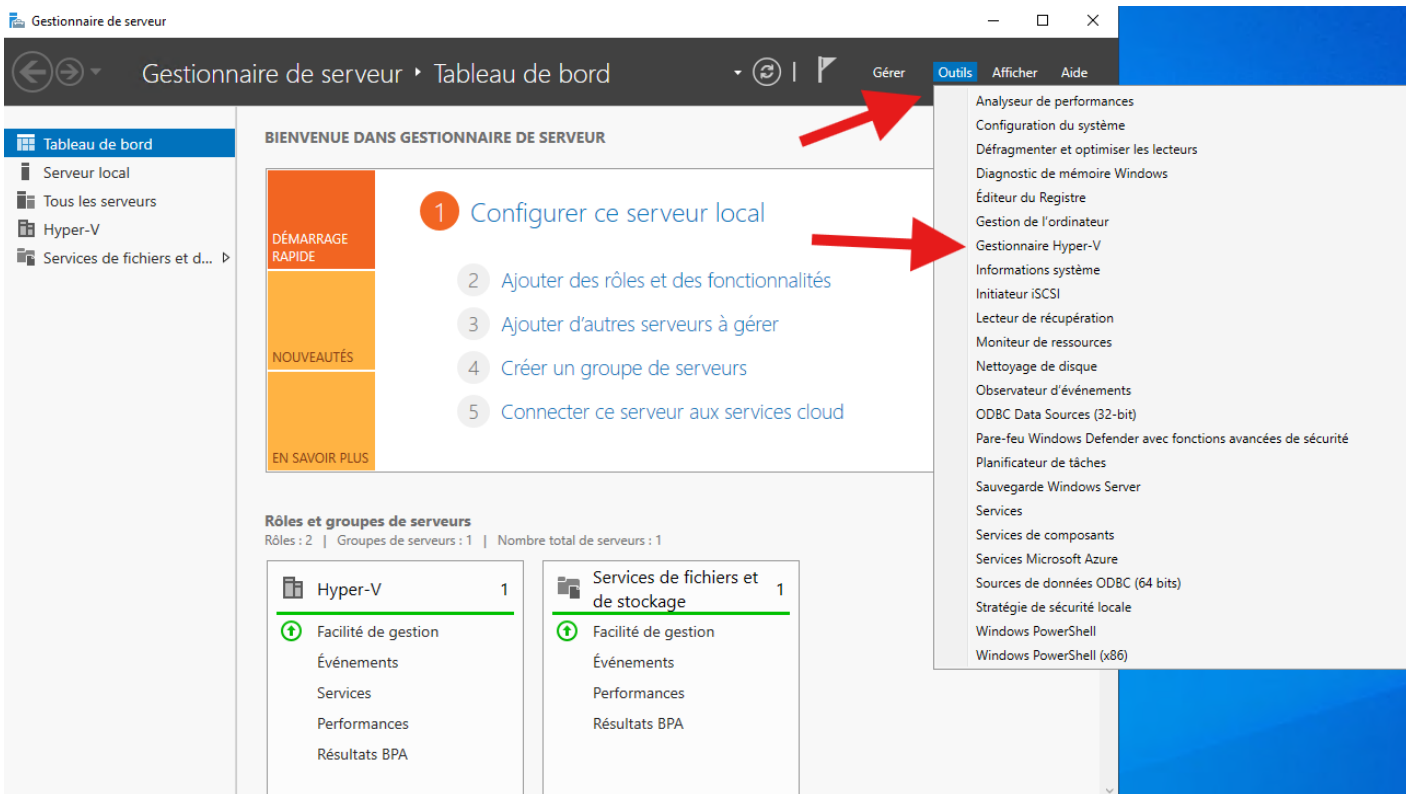 Gestionnaire de serveur
Gestionnaire de serveur ‣ Tableau de bord
Gérer
Outils
Afficher
Aide
Tableau de bord
Serveur local
Tous les serveurs
Hyper-V
Services de fichiers et d...
BIENVENUE DANS GESTIONNAIRE DE SERVEUR
DÉMARRAGE
RAPIDE
NOUVEAUTÉS
EN SAVOIR PLUS
1 Configurer ce serveur local
2 Ajouter des rôles et des fonctionnalités
3 Ajouter d’autres serveurs à gérer
4 Créer un groupe de serveurs
5 Connecter ce serveur aux services cloud
Rôles et groupes de serveurs
Rôles : 2 | Groupes de serveurs : 1 | Nombre total de serveurs : 1
Hyper-V 1
Facilité de gestion
Événements
Services
Performances
Résultats BPA
Services de fichiers et
de stockage 1
Facilité de gestion
Événements
Performances
Résultats BPA
Analyseur de performances
Configuration du système
Défragmenter et optimiser les lecteurs
Diagnostic de mémoire Windows
Éditeur du Registre
Gestion de l’ordinateur
Gestionnaire Hyper-V
Informations système
Initiateur iSCSI
Lecteur de récupération
Moniteur de ressources
Nettoyage de disque
Observateur d’événements
ODBC Data Sources (32-bit)
Pare-feu Windows Defender avec fonctions avancées de sécurité
Planificateur de tâches
Sauvegarde Windows Server
Services
Services de composants
Services Microsoft Azure
Sources de données ODBC (64 bits)
Stratégie de sécurité locale
Windows PowerShell
Windows PowerShell (x86)